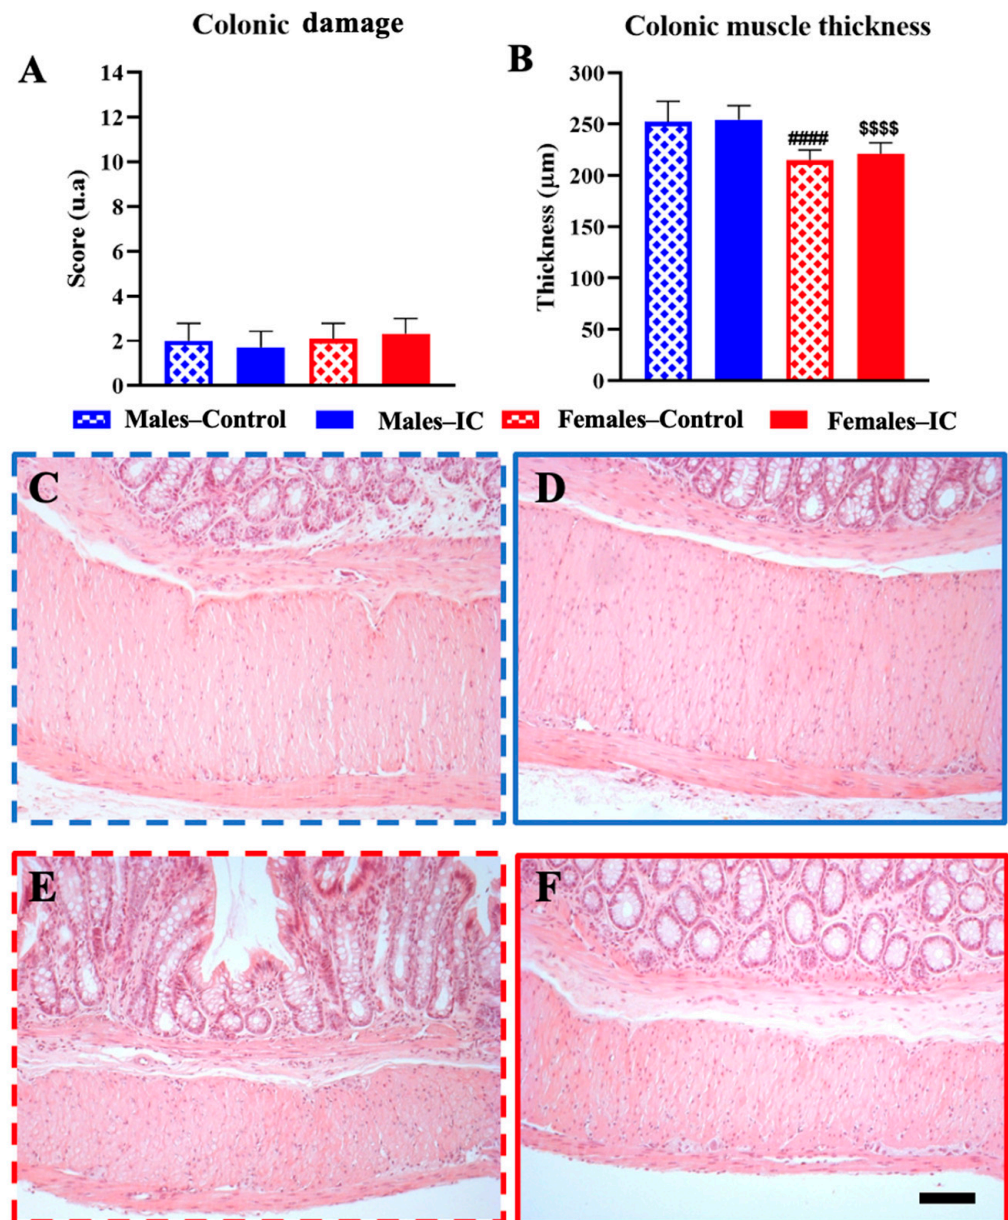 Colonic damage
Colonic muscle thickness
A
B
14
12
10
8
6
4
2
0
Score (u.a)
300
250
200
150
100
50
0
Thickness (μm)
####
$$$$
Males–Control
Males–IC
Females–Control
Females–IC
C
D
E
F